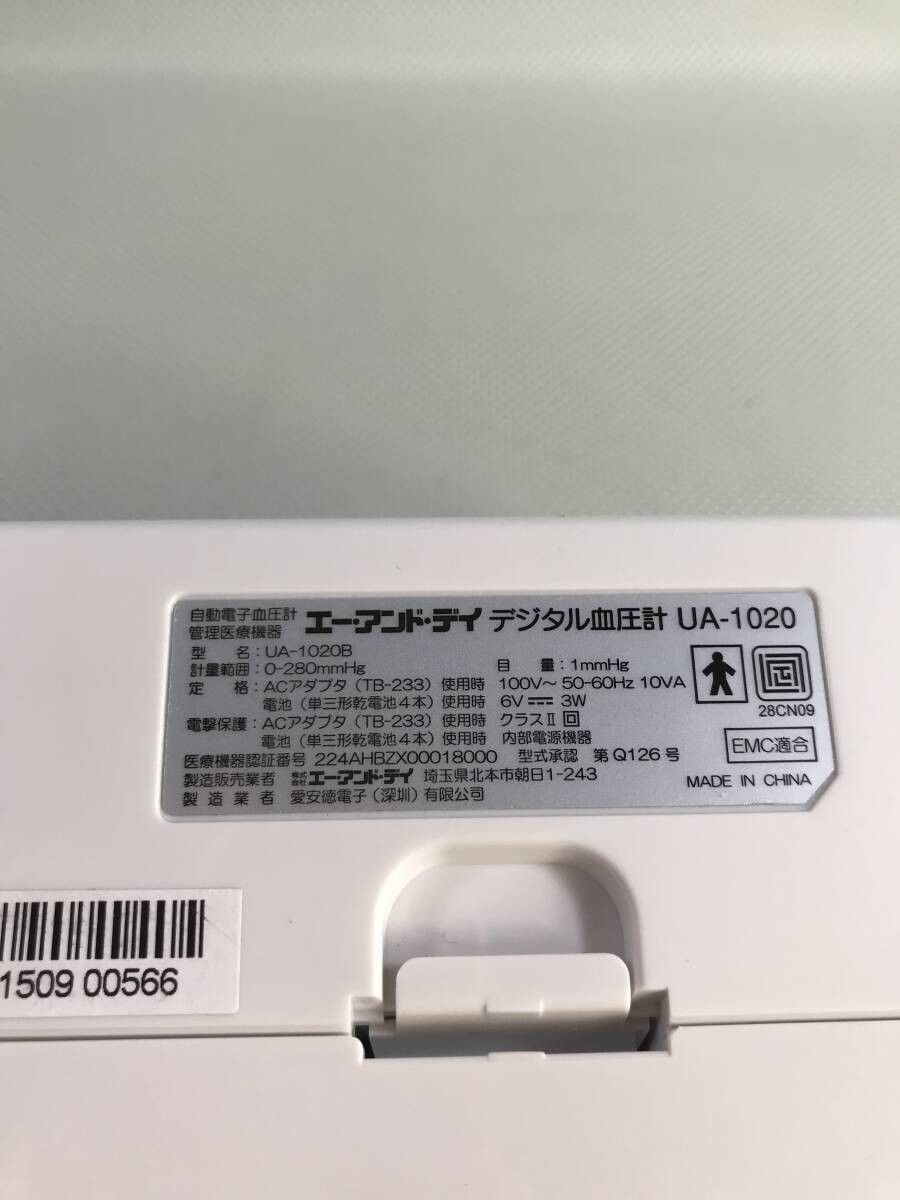 自動電子血圧計
管理医療機器
エー・アンド・デイ デジタル血圧計 UA-1020
型 名：UA-1020B
計量範囲：0-280mmHg 目 量：1mmHg
定 格：ACアダプタ（TB-233）使用時 100V～ 50-60Hz 10VA
電池（単三形乾電池4本）使用時 6V 3W
電撃保護：ACアダプタ（TB-233）使用時 クラスⅡ
電池（単三形乾電池4本）使用時 内部電源機器
医療機器認証番号 224AHBZX00018000 型式承認 第Q126号
製造販売業者 株式会社エー・アンド・デイ 埼玉県北本市朝日1-243
製造業者 愛安徳電子（深圳）有限公司
28CN09
EMC適合
MADE IN CHINA
1509 00566